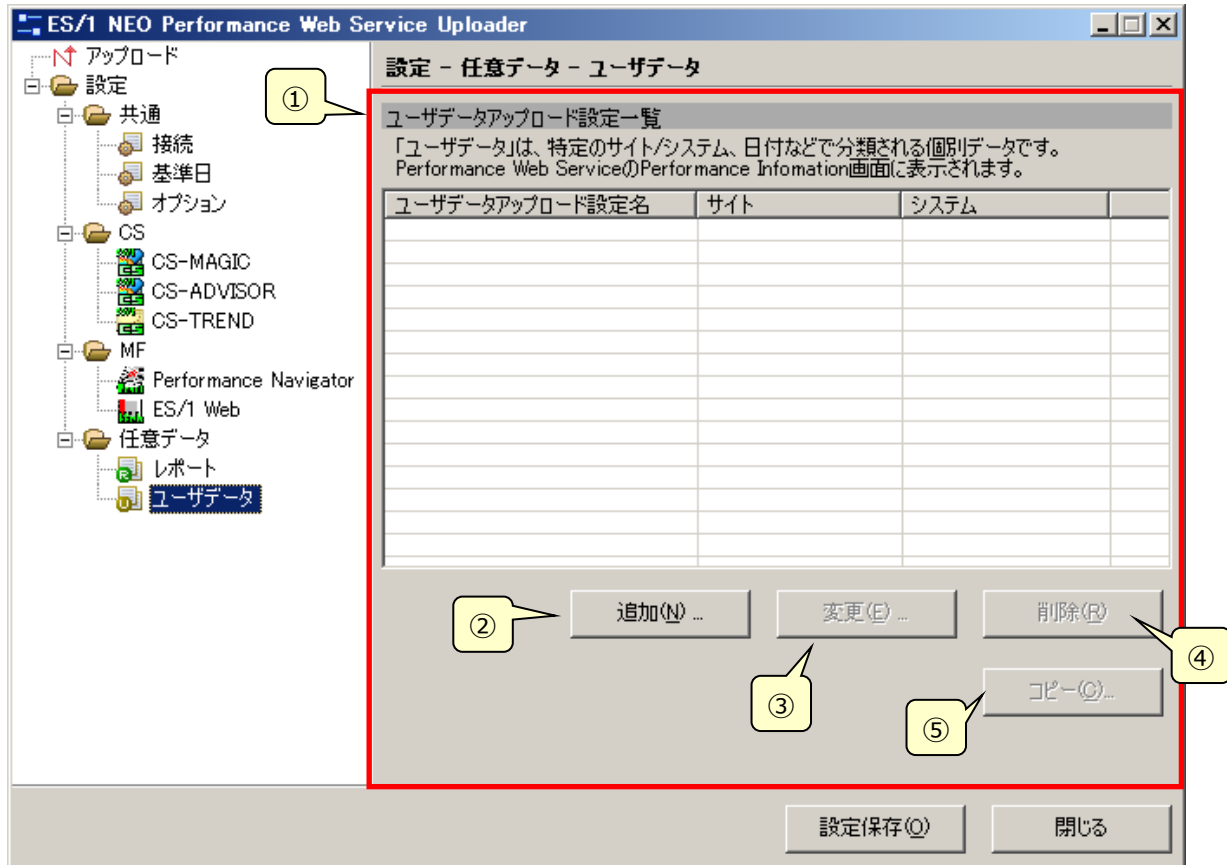 ES/1 NEO Performance Web Service Uploader
アップロード
設定
共通
接続
基準日
オプション
CS
CS-MAGIC
CS-ADVISOR
CS-TREND
MF
Performance Navigator
ES/1 Web
任意データ
レポート
ユーザデータ
設定 - 任意データ - ユーザデータ
①
ユーザデータアップロード設定一覧
「ユーザデータ」は、特定のサイト/システム、日付などで分類される個別データです。
Performance Web ServiceのPerformance Infomation画面に表示されます。
ユーザデータアップロード設定名 サイト システム
② 追加(N) ... 変更(E) ... 削除(R)
③ ④
コピー(C)...
⑤
設定保存(O) 閉じる